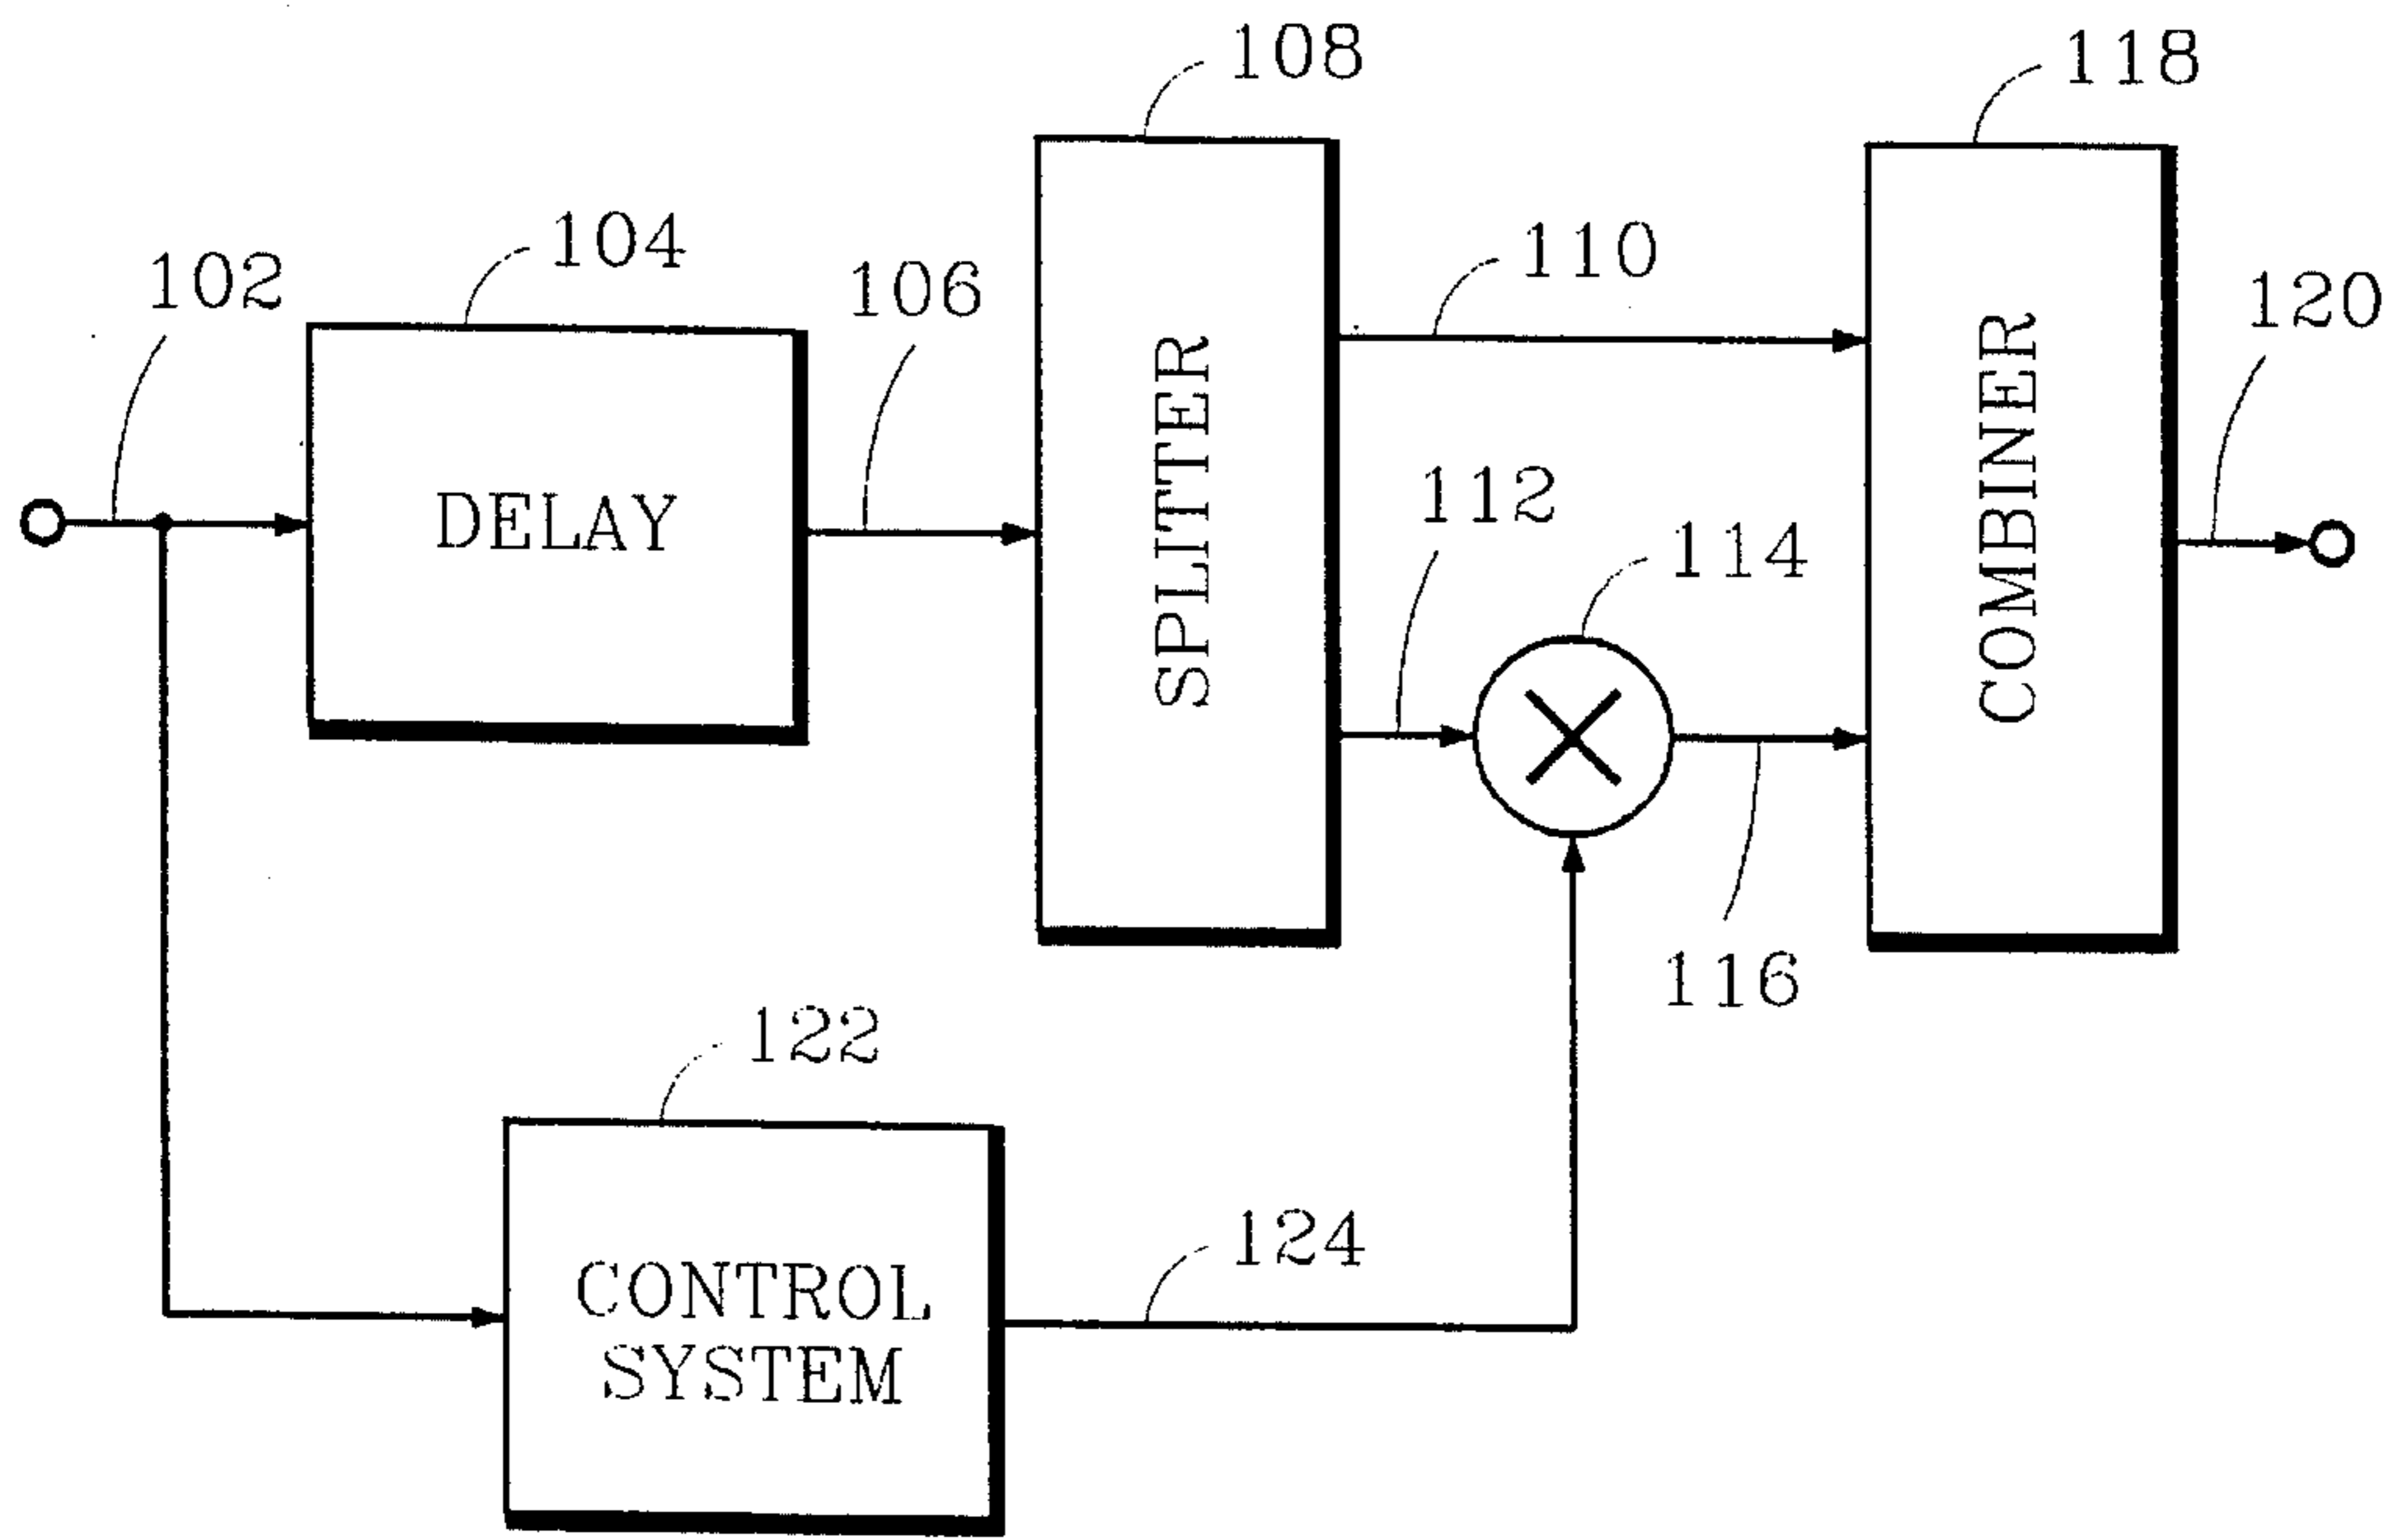 108
118
104
102
106
110
120
DELAY
SPLITTER
112
114
COMBINER
116
122
CONTROL
SYSTEM
124